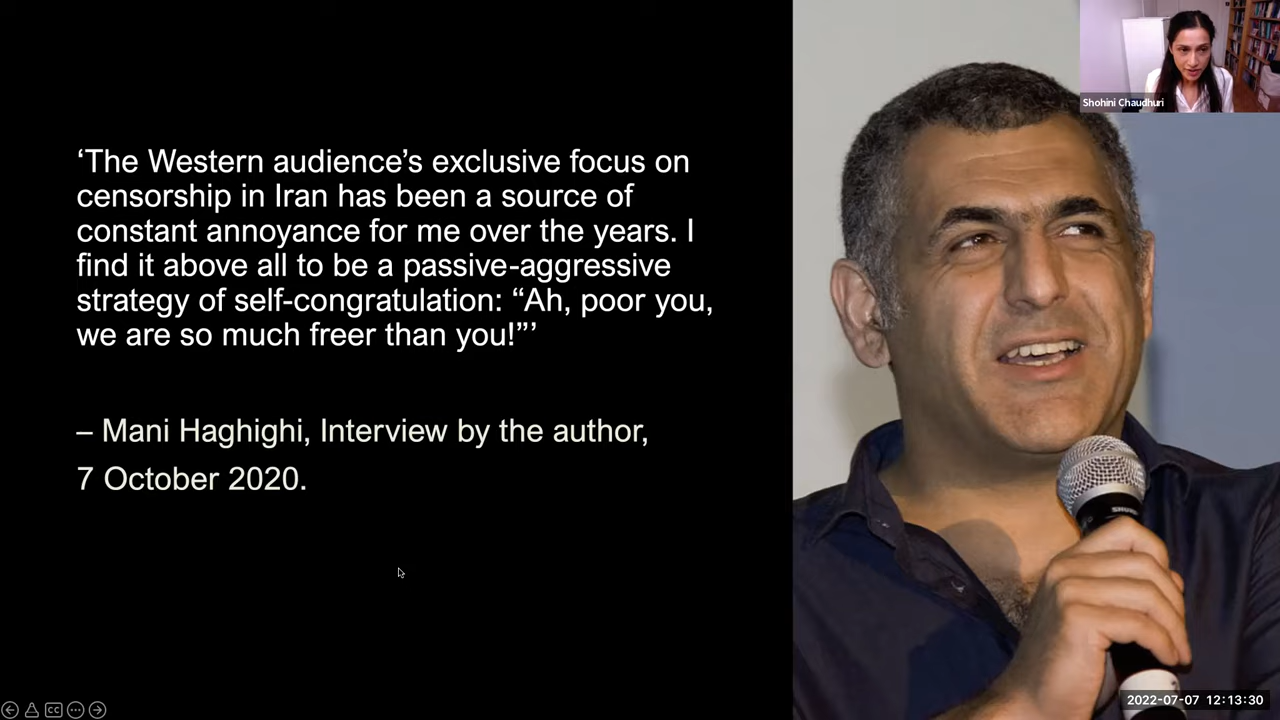 Shohini Chaudhuri
‘The Western audience’s exclusive focus on
censorship in Iran has been a source of
constant annoyance for me over the years. I
find it above all to be a passive-aggressive
strategy of self-congratulation: “Ah, poor you,
we are so much freer than you!”’
– Mani Haghighi, Interview by the author,
7 October 2020.
SHURE
CC
2022-07-07 12:13:30